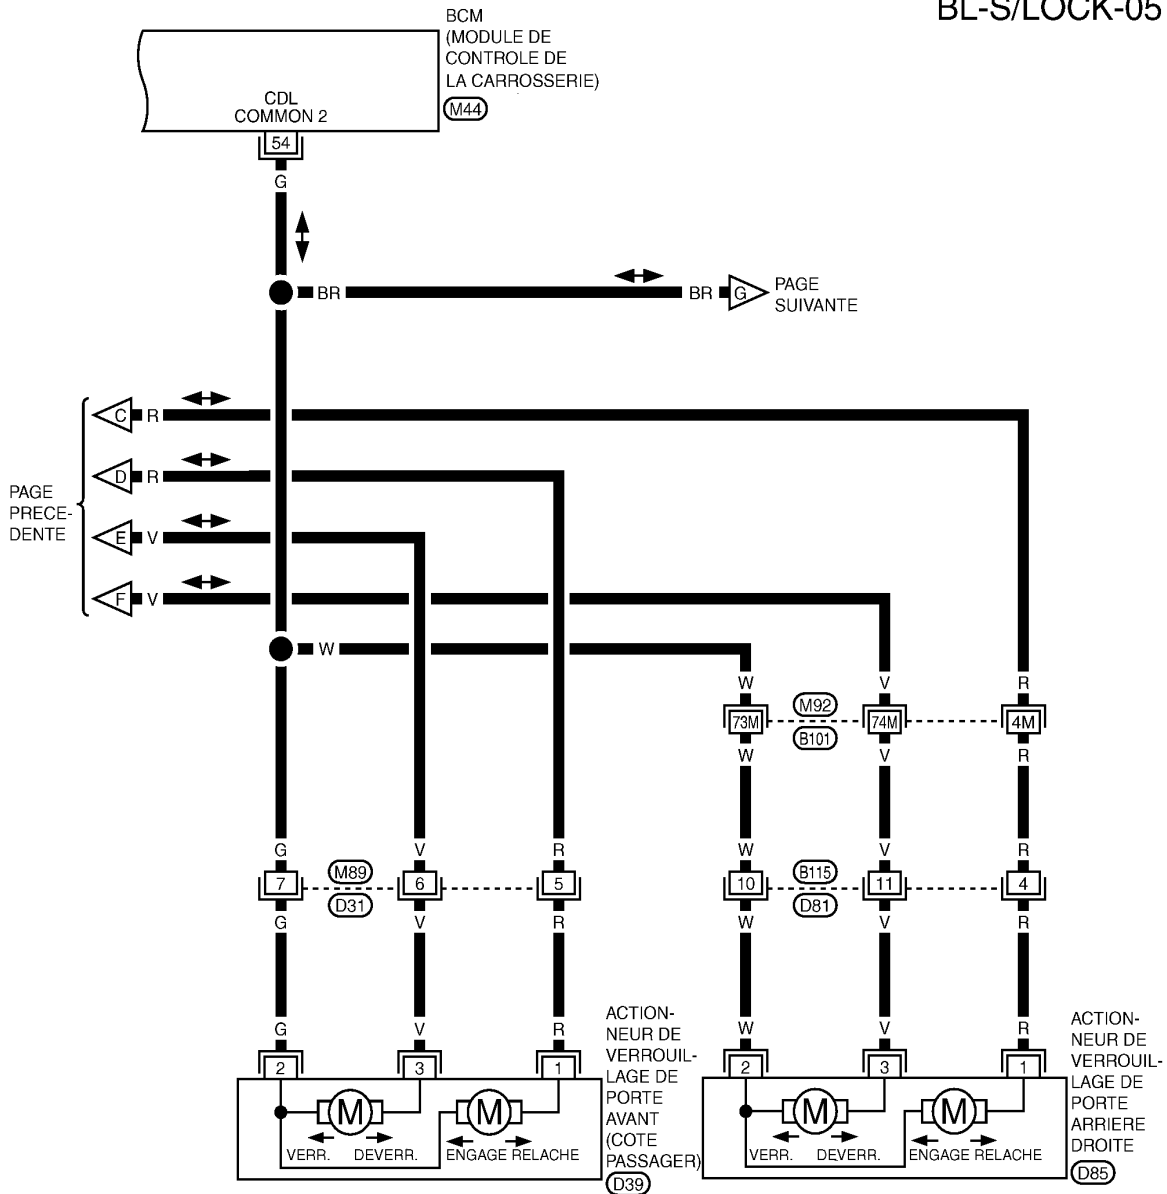 BL-S/LOCK-05
BCM
(MODULE DE
CONTROLE DE
LA CARROSSERIE)
M44
CDL
COMMON 2
54
G
BR
BR
G
PAGE
SUIVANTE
PAGE
PRECE-
DENTE
C R
D R
E V
F V
W
W V R
73M M92 74M 4M
B101
W V R
G V R W V R
7 M89 6 5 10 B115 11 4
D31 D81
G V R W V R
G V R W V R
2 3 1 2 3 1
ACTION-
NEUR DE
VERROUIL-
LAGE DE
PORTE
AVANT
(COTE
PASSAGER)
D39
ACTION-
NEUR DE
VERROUIL-
LAGE DE
PORTE
ARRIERE
DROITE
D85
M M M M
VERR. DEVERR. ENGAGE RELACHE
VERR. DEVERR. ENGAGE RELACHE